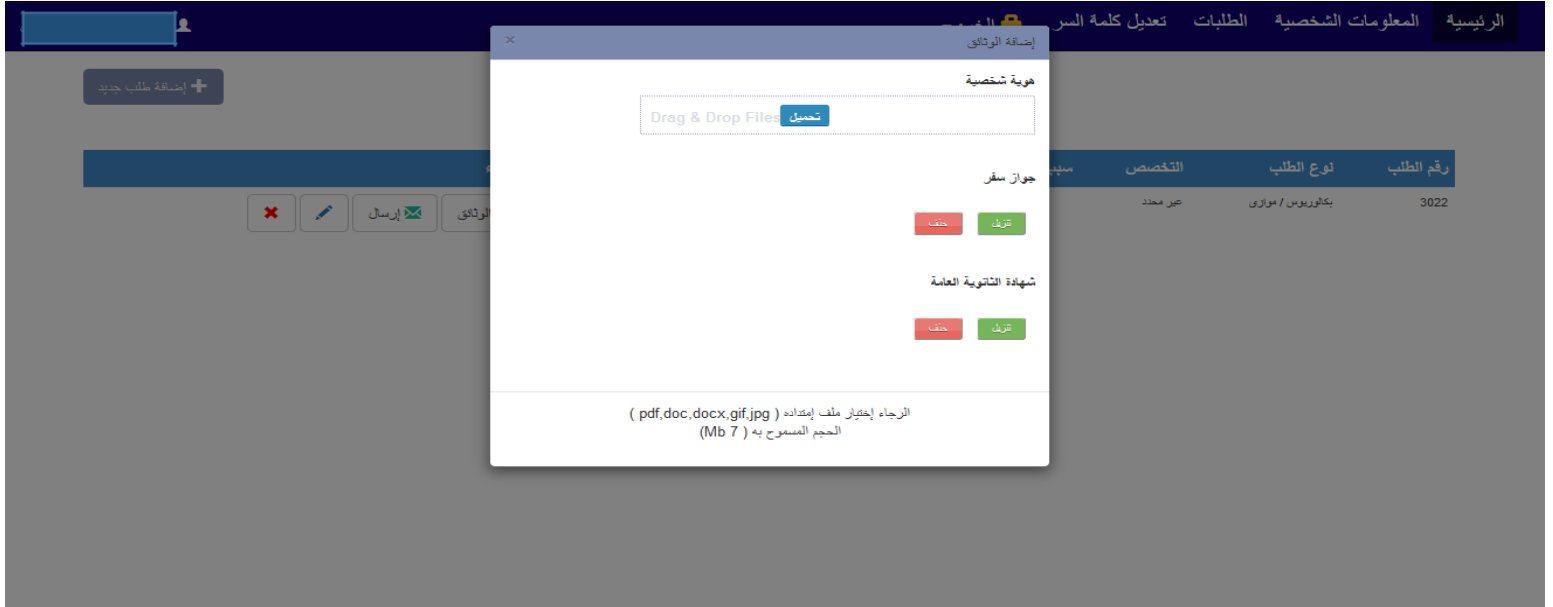 الرئيسية المعلومات الشخصية الطلبات تعديل كلمة السر
إضافة طلب جديد
إضافة الوثائق ×
هوية شخصية
تحميل Drag & Drop Files
جواز سفر
تنزيل حذف
شهادة الثانوية العامة
تنزيل حذف
الرجاء إختيار ملف إمتداده ( pdf,doc,docx,gif,jpg )
الحجم المسموح به ( 7 Mb)
رقم الطلب نوع الطلب التخصص
3022 بكالوريوس / موازى غير محدد
إرسال